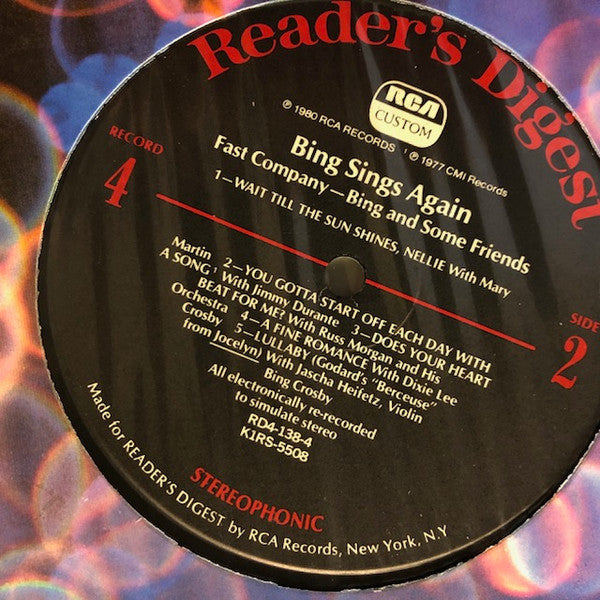 Reader's Digest
RCA
CUSTOM
℗ 1980 RCA RECORDS ¹ ℗ 1977 CMI Records
Bing Sings Again
Fast Company—Bing and Some Friends
RECORD
4
SIDE
2
1—WAIT TILL THE SUN SHINES, NELLIE With Mary
Martin 2—YOU GOTTA START OFF EACH DAY WITH
A SONG ¹ With Jimmy Durante 3—DOES YOUR HEART
BEAT FOR ME? With Russ Morgan and His
Orchestra 4—A FINE ROMANCE With Dixie Lee
Crosby 5—LULLABY (Godard's "Berceuse"
from Jocelyn) With Jascha Heifetz, Violin
Bing Crosby
All electronically re-recorded
to simulate stereo
RD4-138-4
K1RS-5508
STEREOPHONIC
Made for READER'S DIGEST by RCA Records, New York, N.Y